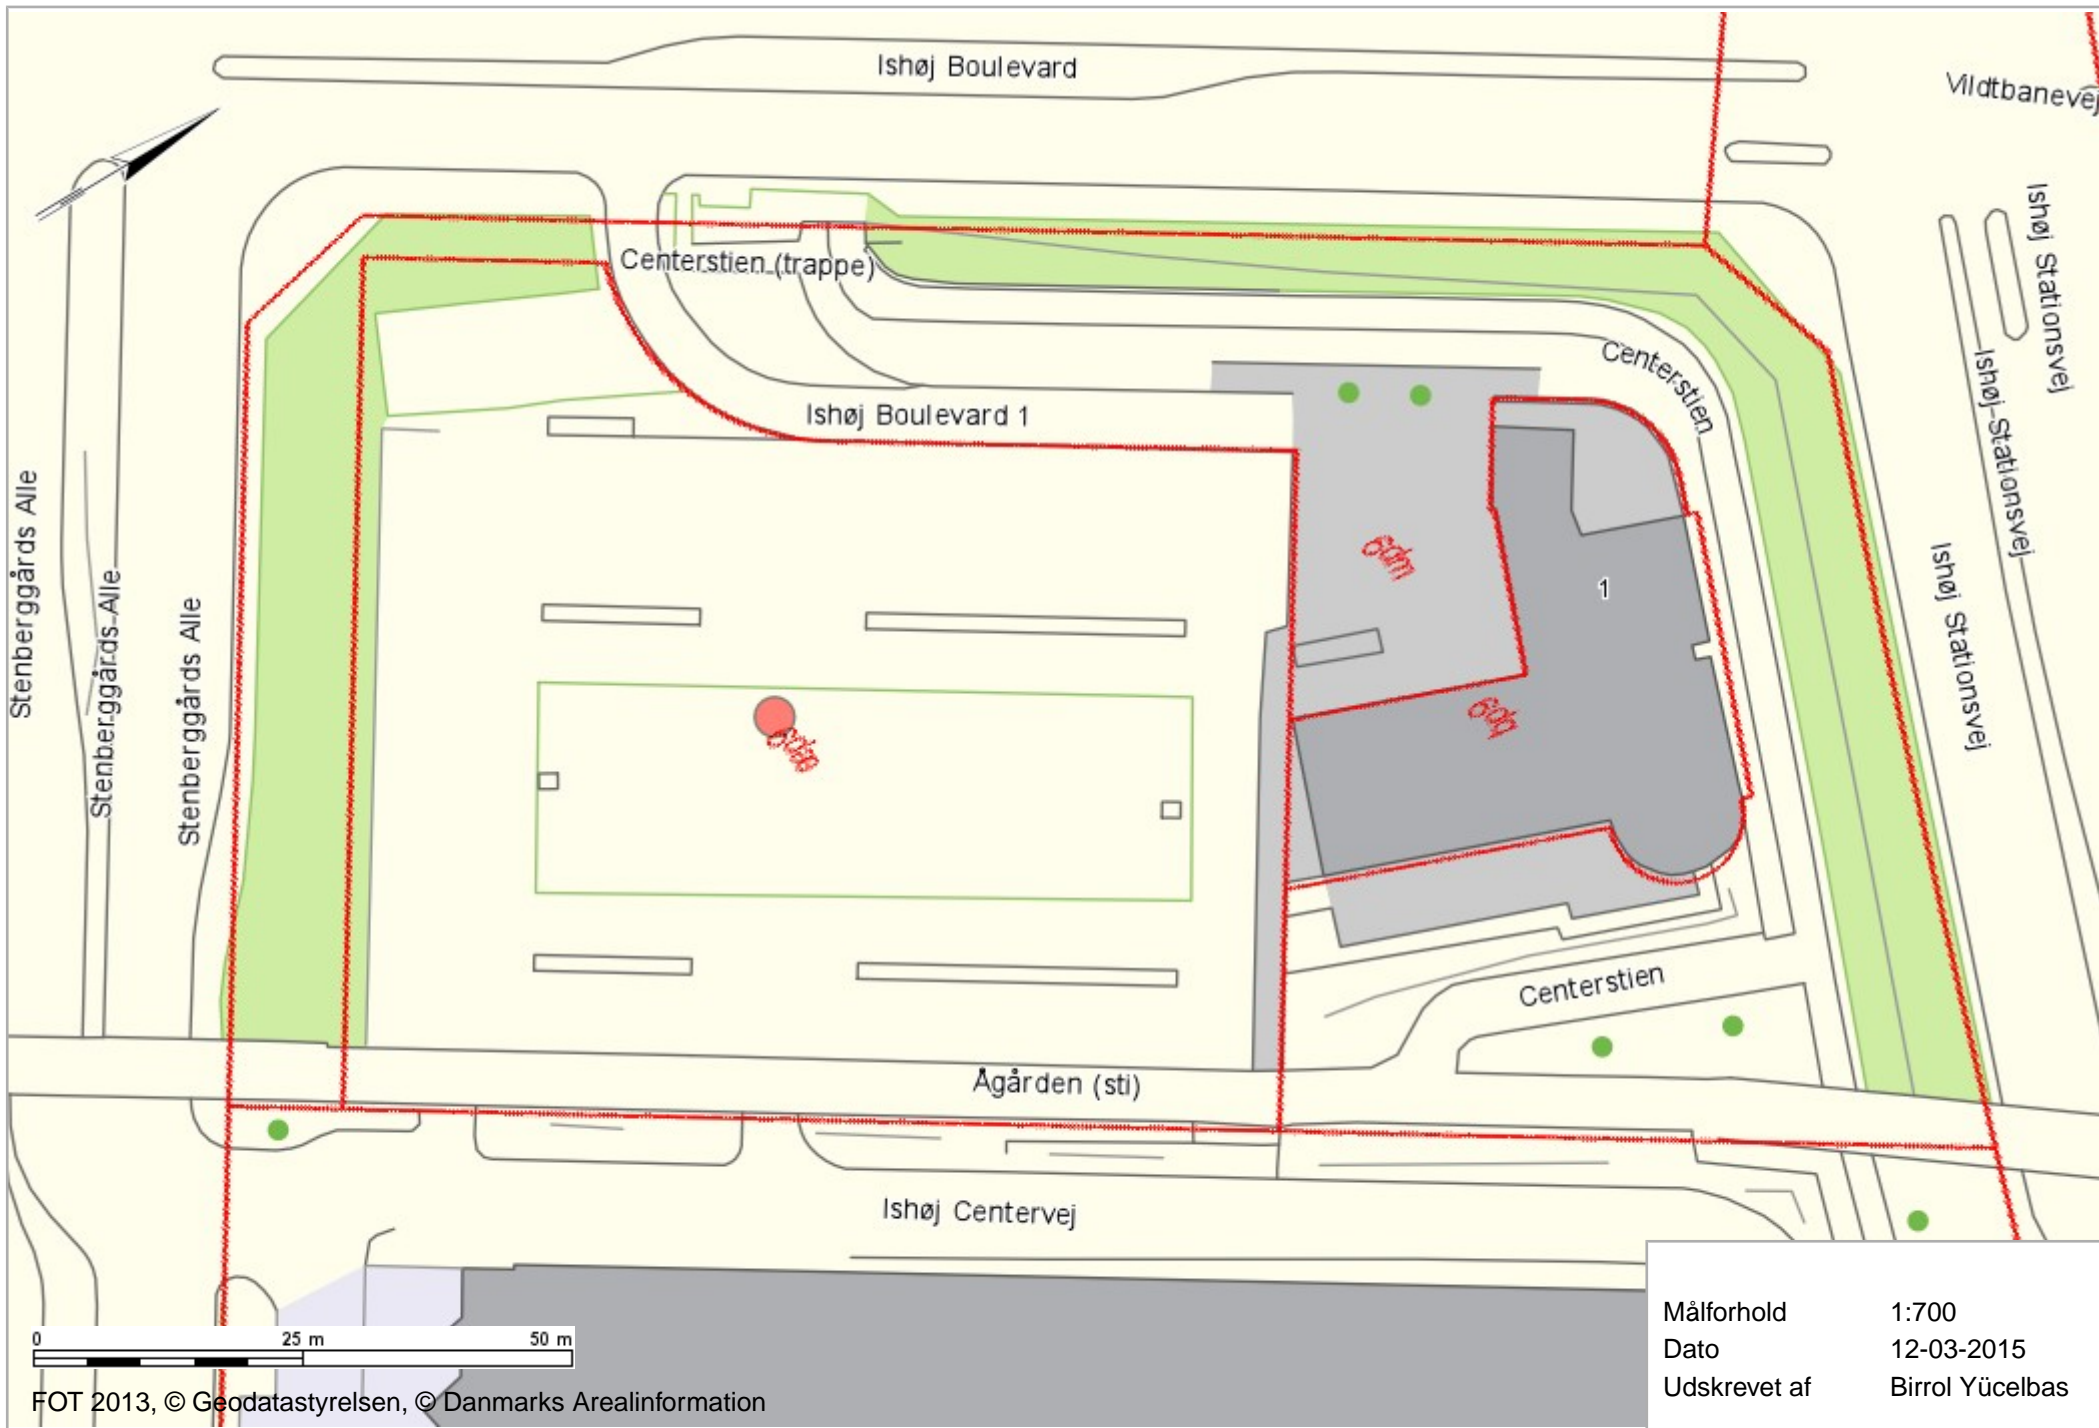 Ishøj Boulevard
Vildtbanevej
Ishøj Stationsvej
Centerstien (trappe)
Centerstien
Ishøj Stationsvej
Ishøj Boulevard 1
Stenberggårds Alle
Stenberggårds Alle
Stenberggårds Alle
6dm
1
Ishøj Stationsvej
6dq
Centerstien
Ågården (sti)
Ishøj Centervej
0 25 m 50 m
FOT 2013, © Geodatastyrelsen, © Danmarks Arealinformation
Målforhold 1:700
Dato 12-03-2015
Udskrevet af Birrol Yücelbas